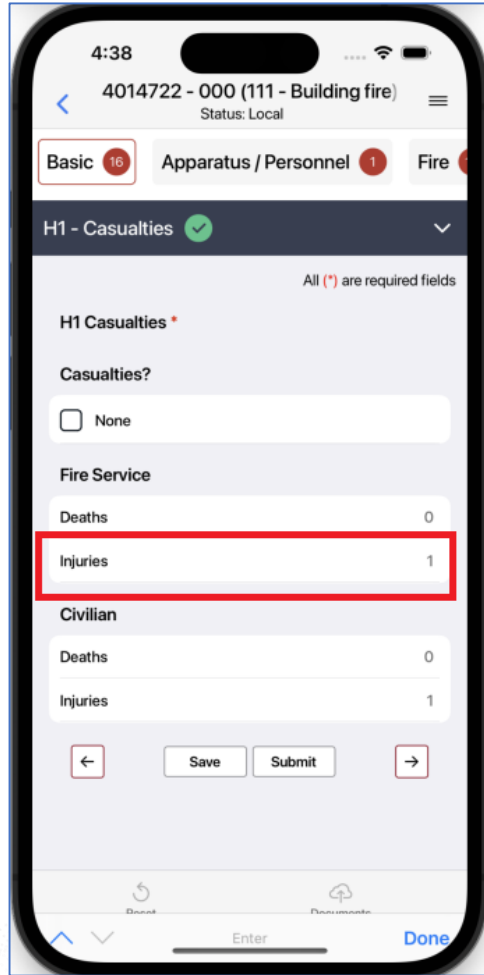 4:38
4014722 - 000 (111 - Building fire)
Status: Local
Basic 16 Apparatus / Personnel 1 Fire
H1 - Casualties
All (*) are required fields
H1 Casualties *
Casualties?
None
Fire Service
Deaths 0
Injuries 1
Civilian
Deaths 0
Injuries 1
← Save Submit →
Reset Documents
Enter Done